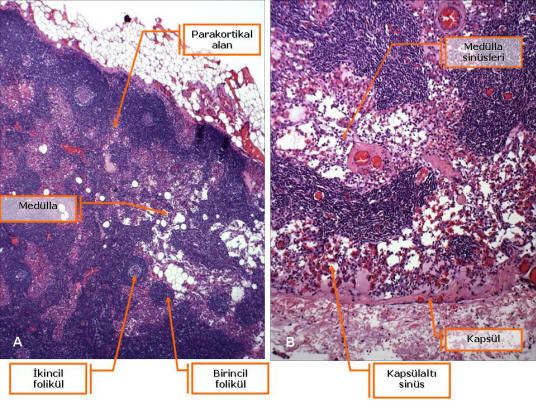 Parakortikal
alan
Medülla
sinüsleri
Medülla
A
B
Kapsül
İkincil
folikül
Birincil
folikül
Kapsülaltı
sinüs